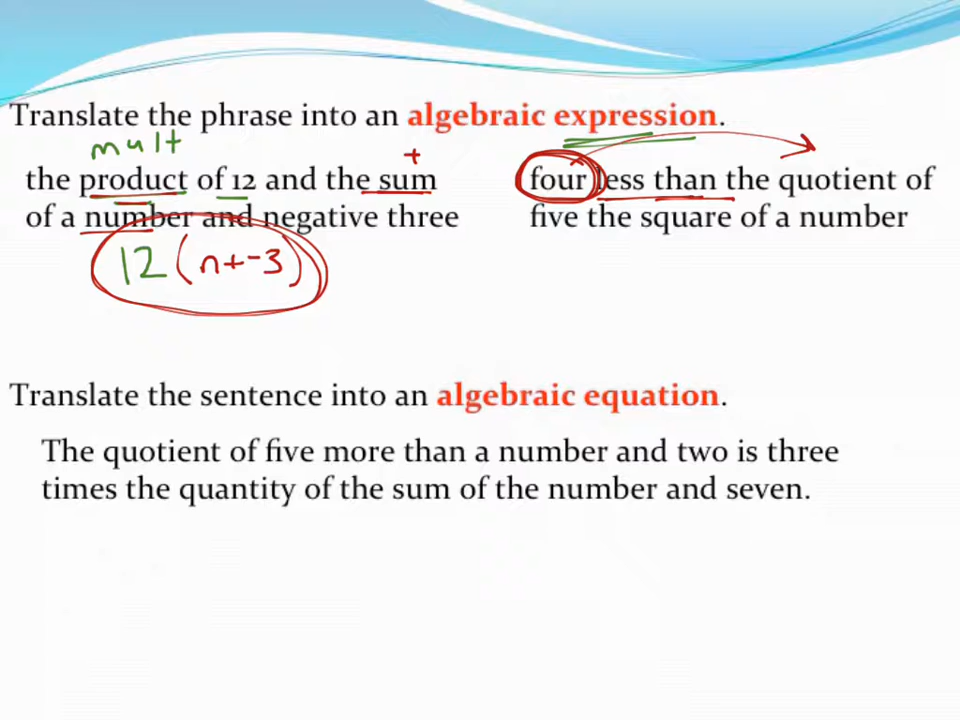 Translate the phrase into an algebraic expression.
mult
+
the product of 12 and the sum
of a number and negative three
12(n+-3)
four less than the quotient of
five the square of a number
Translate the sentence into an algebraic equation.
The quotient of five more than a number and two is three
times the quantity of the sum of the number and seven.